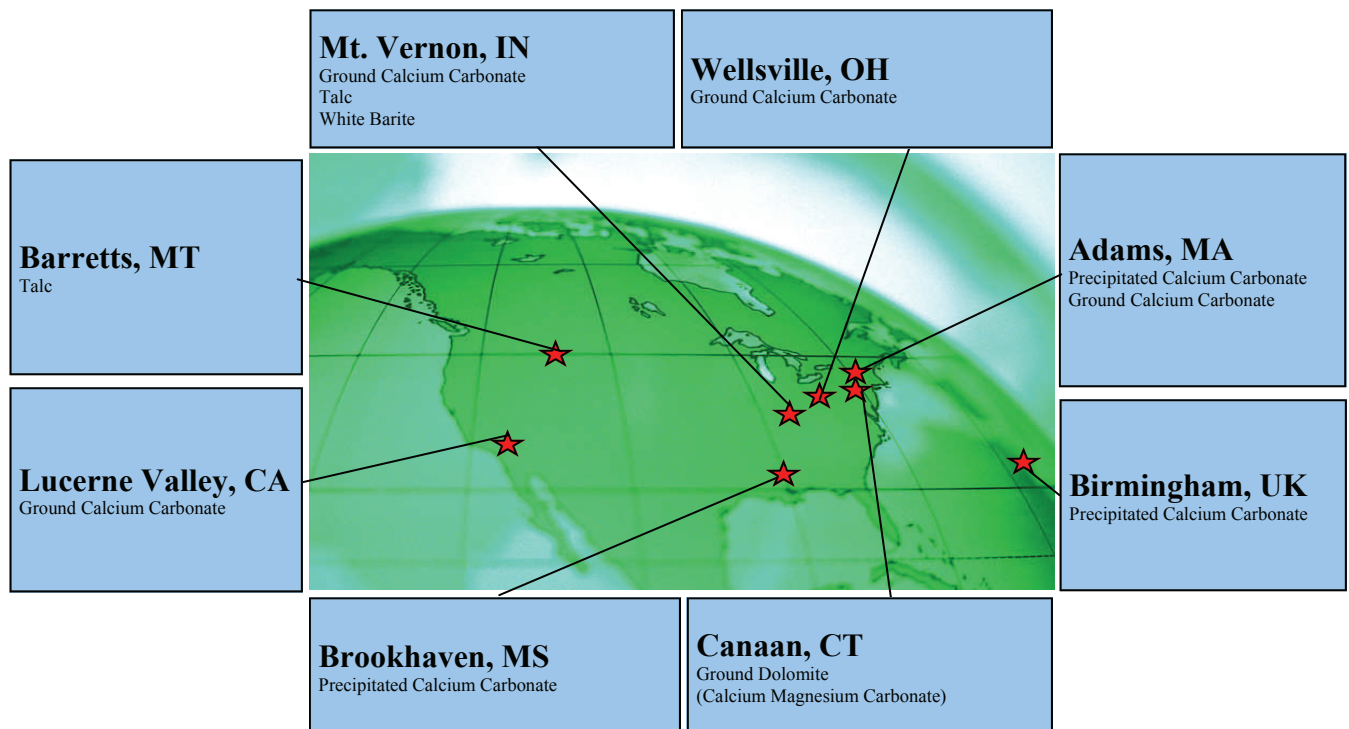 Mt. Vernon, IN
Ground Calcium Carbonate
Talc
White Barite
Wellsville, OH
Ground Calcium Carbonate
Barretts, MT
Talc
Adams, MA
Precipitated Calcium Carbonate
Ground Calcium Carbonate
Lucerne Valley, CA
Ground Calcium Carbonate
Birmingham, UK
Precipitated Calcium Carbonate
Brookhaven, MS
Precipitated Calcium Carbonate
Canaan, CT
Ground Dolomite
(Calcium Magnesium Carbonate)